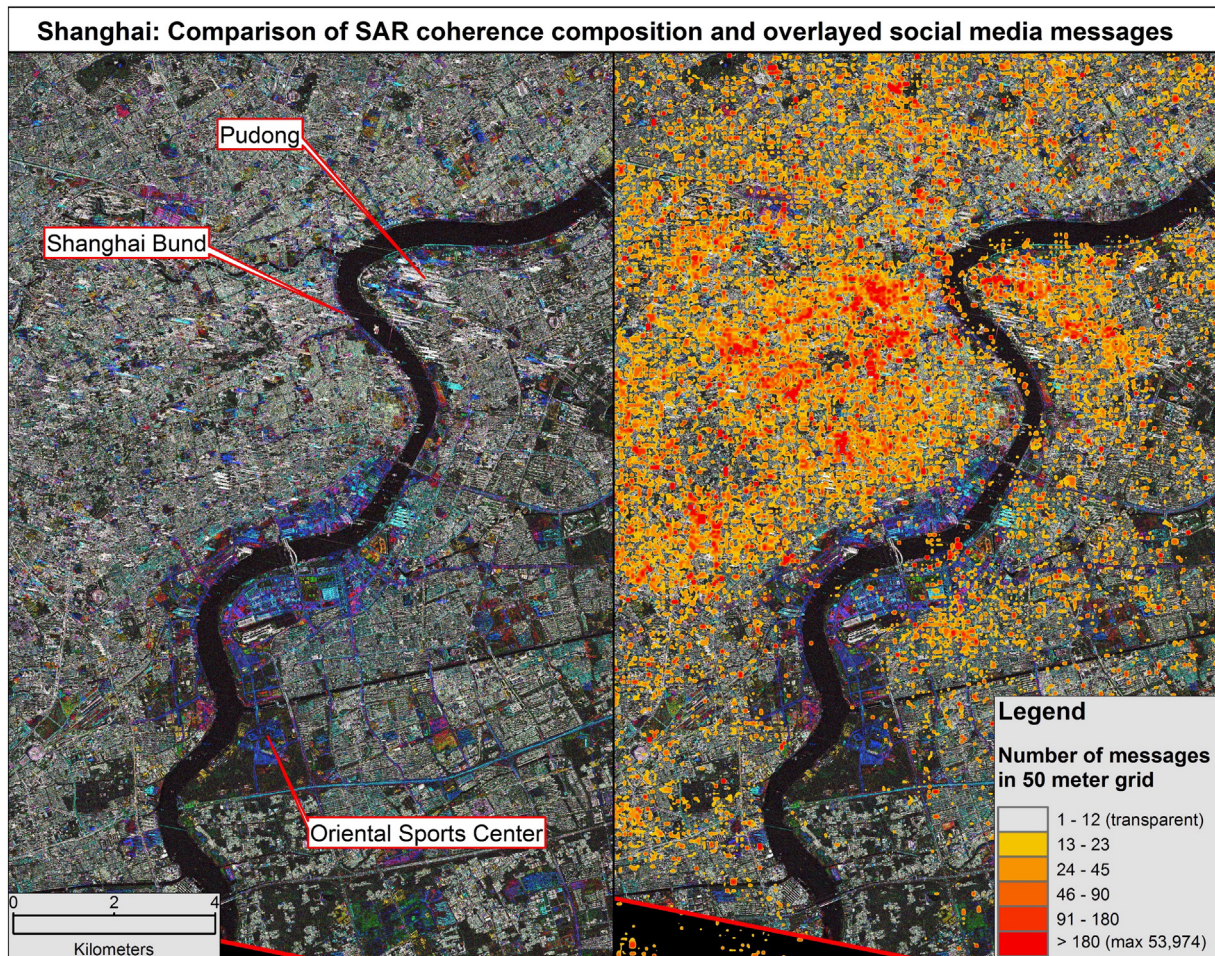 Shanghai: Comparison of SAR coherence composition and overlayed social media messages
Pudong
Shanghai Bund
Oriental Sports Center
0 2 4
Kilometers
Legend
Number of messages
in 50 meter grid
1 - 12 (transparent)
13 - 23
24 - 45
46 - 90
91 - 180
> 180 (max 53,974)